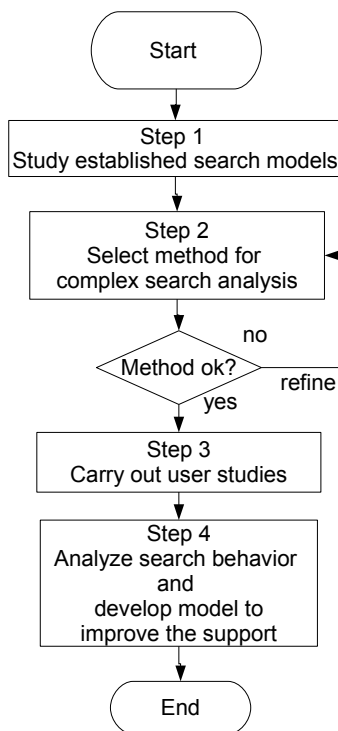 Start
Step 1
Study established search models
Step 2
Select method for
complex search analysis
no
Method ok?
refine
yes
Step 3
Carry out user studies
Step 4
Analyze search behavior
and
develop model to
improve the support
End